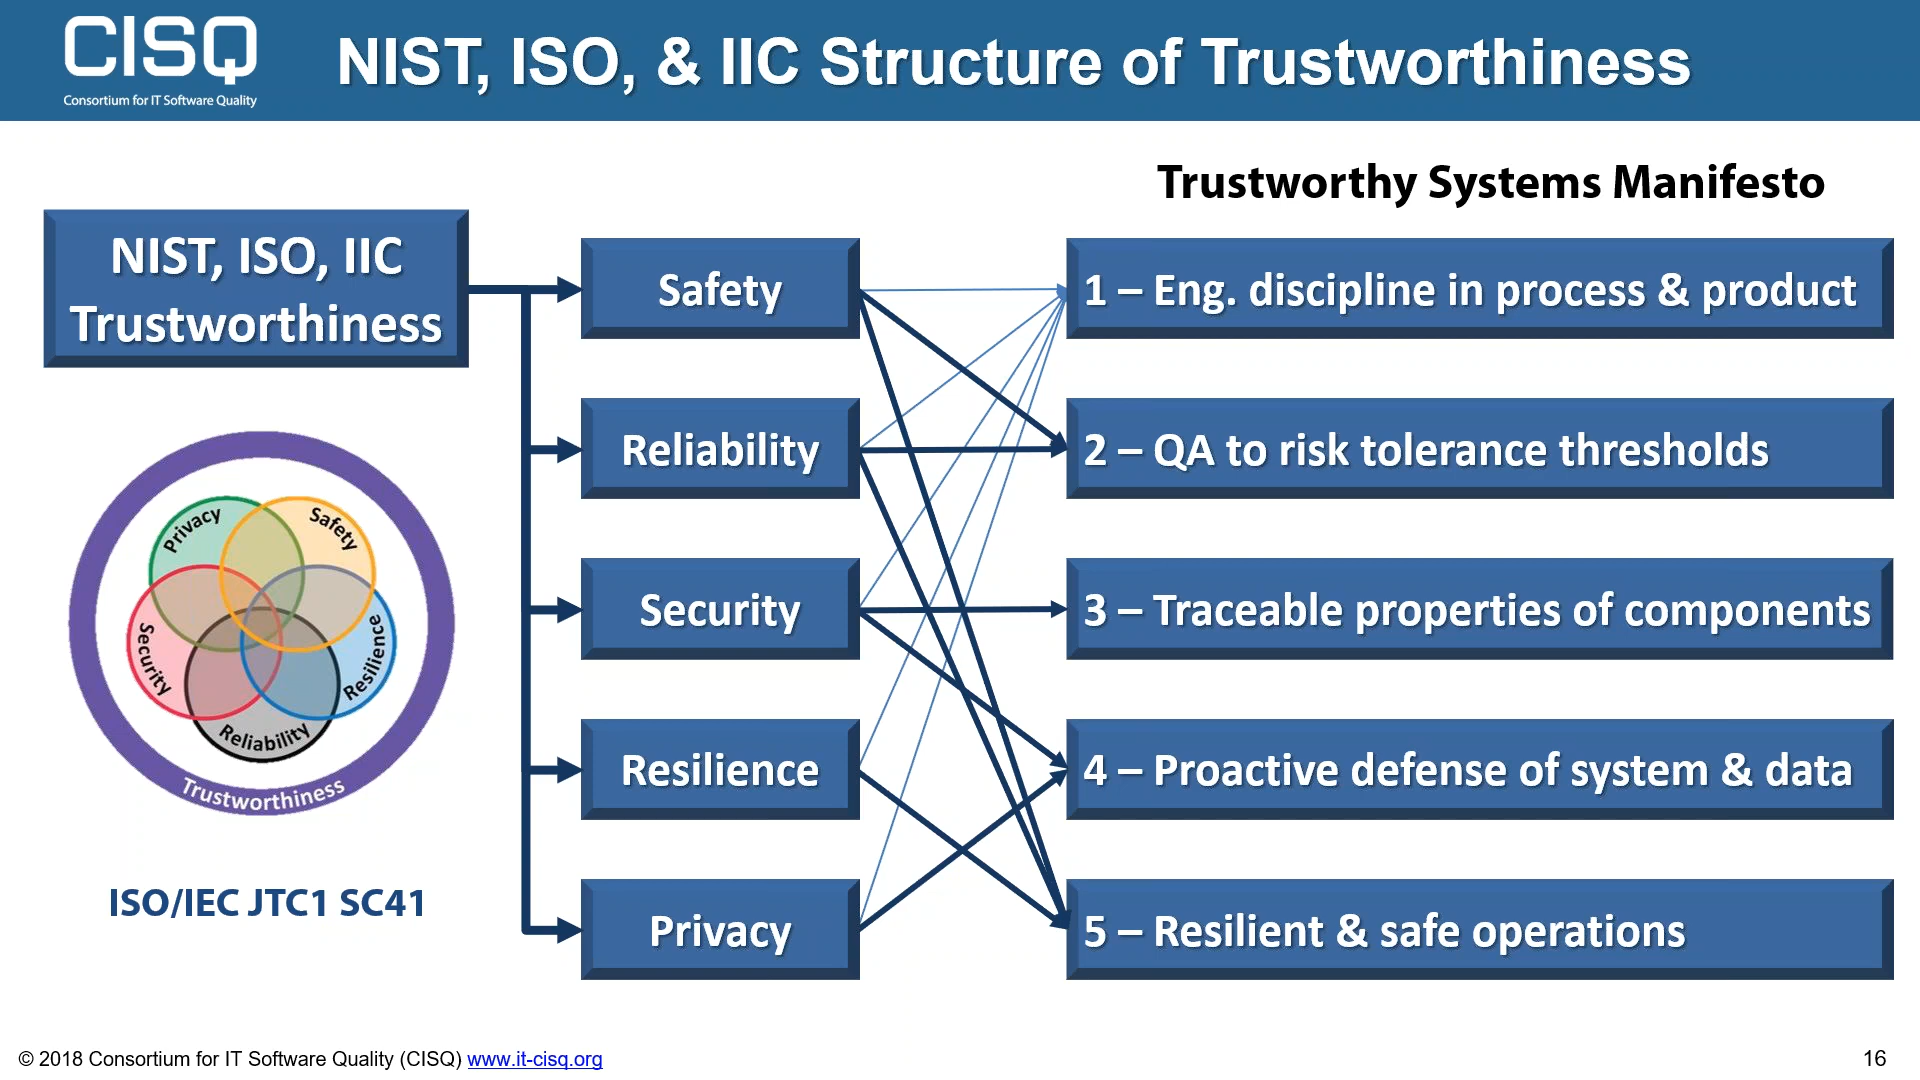 CISQ
Consortium for IT Software Quality
NIST, ISO, & IIC Structure of Trustworthiness
Trustworthy Systems Manifesto
NIST, ISO, IIC
Trustworthiness
Safety
Reliability
Security
Resilience
Privacy
1 – Eng. discipline in process & product
2 – QA to risk tolerance thresholds
3 – Traceable properties of components
4 – Proactive defense of system & data
5 – Resilient & safe operations
Privacy
Safety
Security
Resilience
Reliability
Trustworthiness
ISO/IEC JTC1 SC41
© 2018 Consortium for IT Software Quality (CISQ) www.it-cisq.org
16